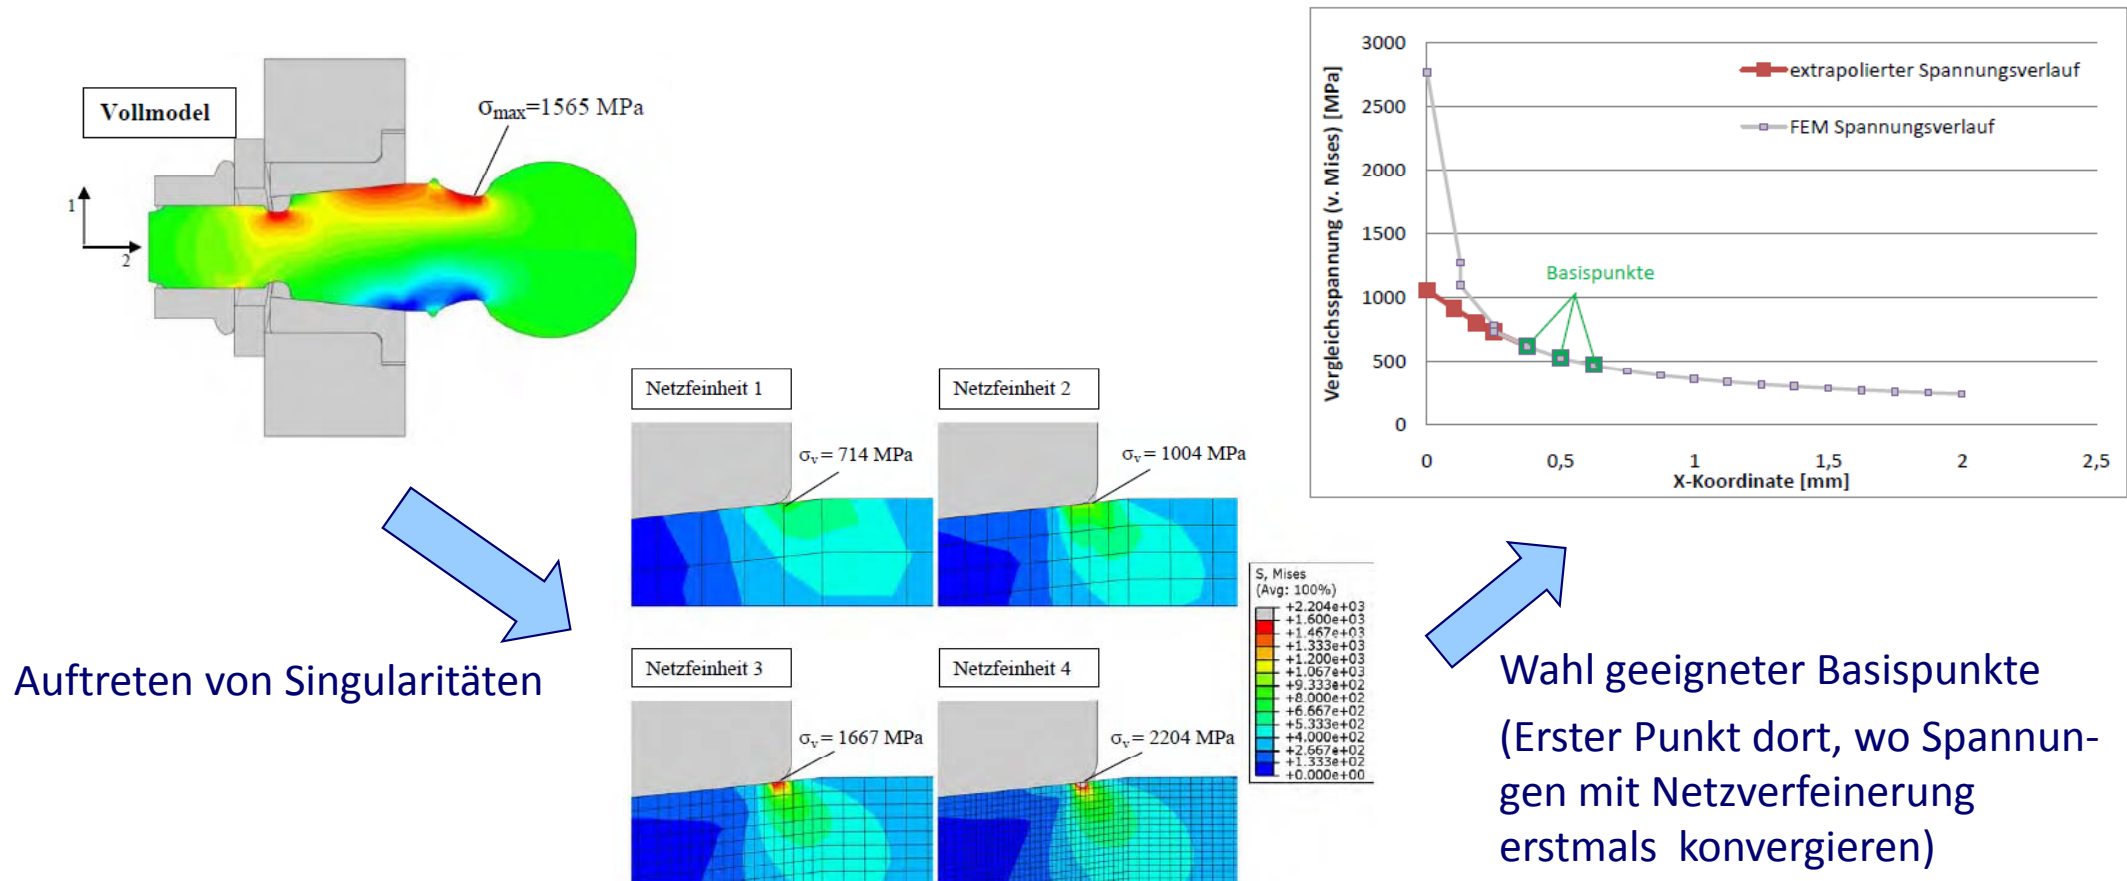 Vollmodel
σmax=1565 MPa
1
2
Auftreten von Singularitäten
Netzfeinheit 1
σv = 714 MPa
Netzfeinheit 2
σv = 1004 MPa
Netzfeinheit 3
σv = 1667 MPa
Netzfeinheit 4
σv = 2204 MPa
S, Mises
(Avg: 100%)
+2.204e+03
+1.600e+03
+1.467e+03
+1.333e+03
+1.200e+03
+1.067e+03
+9.333e+02
+8.000e+02
+6.667e+02
+5.333e+02
+4.000e+02
+2.667e+02
+1.333e+02
+0.000e+00
Vergleichsspannung (v. Mises) [MPa]
3000
2500
2000
1500
1000
500
0
extrapolierter Spannungsverlauf
FEM Spannungsverlauf
Basispunkte
0 0,5 1 1,5 2 2,5
X-Koordinate [mm]
Wahl geeigneter Basispunkte
(Erster Punkt dort, wo Spannun-
gen mit Netzverfeinerung
erstmals konvergieren)